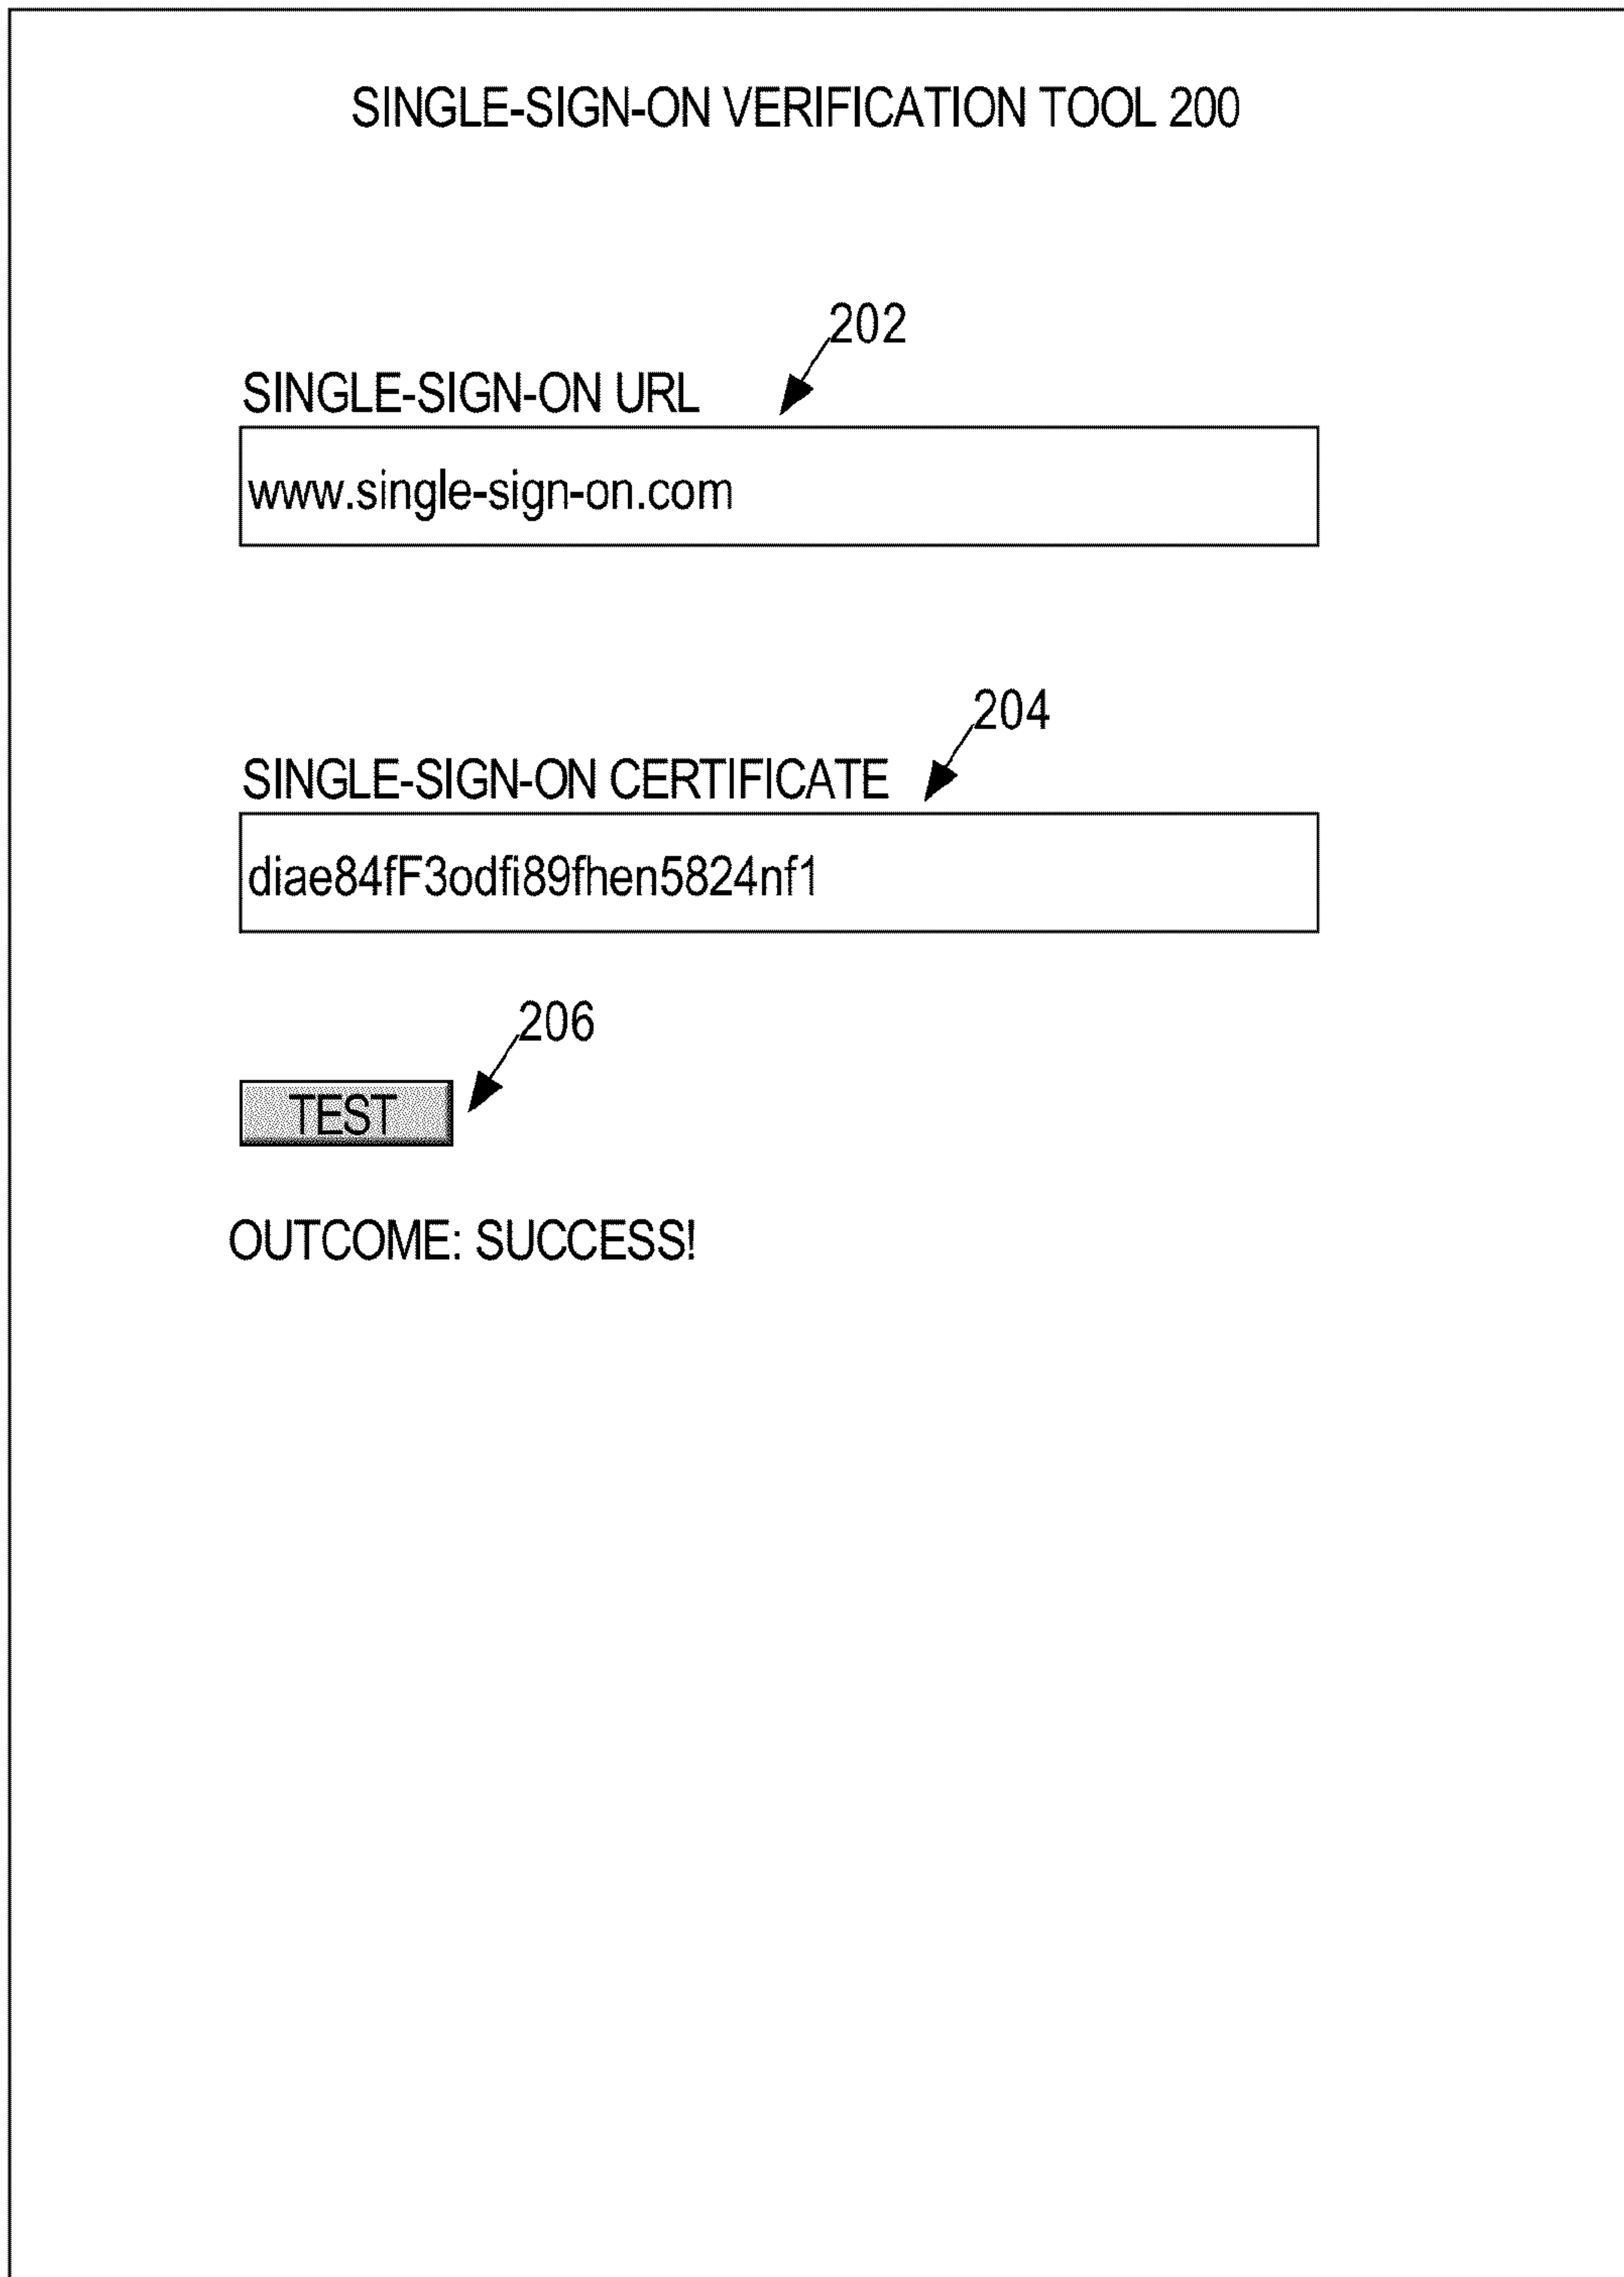 SINGLE-SIGN-ON VERIFICATION TOOL 200
202
SINGLE-SIGN-ON URL
www.single-sign-on.com
204
SINGLE-SIGN-ON CERTIFICATE
diae84fF3odfi89fhen5824nf1
206
TEST
OUTCOME: SUCCESS!